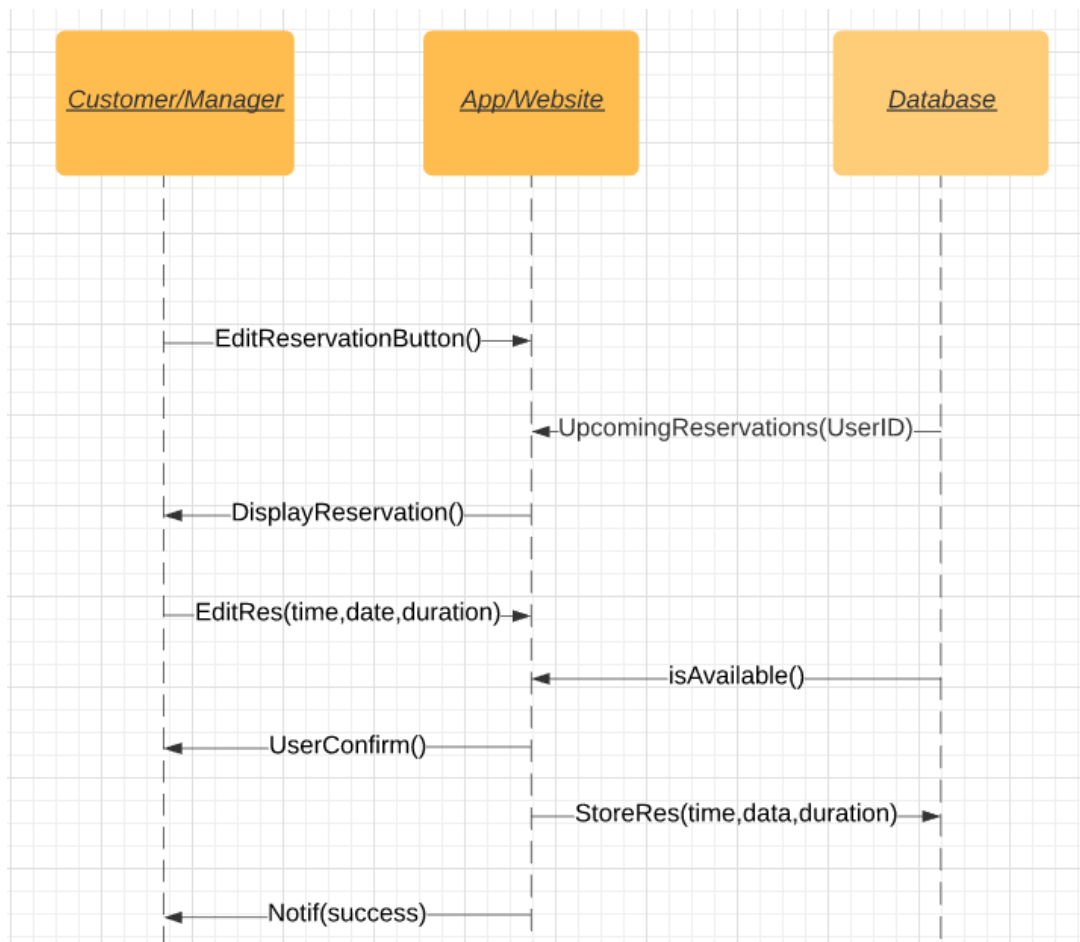 Customer/Manager
App/Website
Database
EditReservationButton()
UpcomingReservations(UserID)
DisplayReservation()
EditRes(time,date,duration)
isAvailable()
UserConfirm()
StoreRes(time,data,duration)
Notif(success)